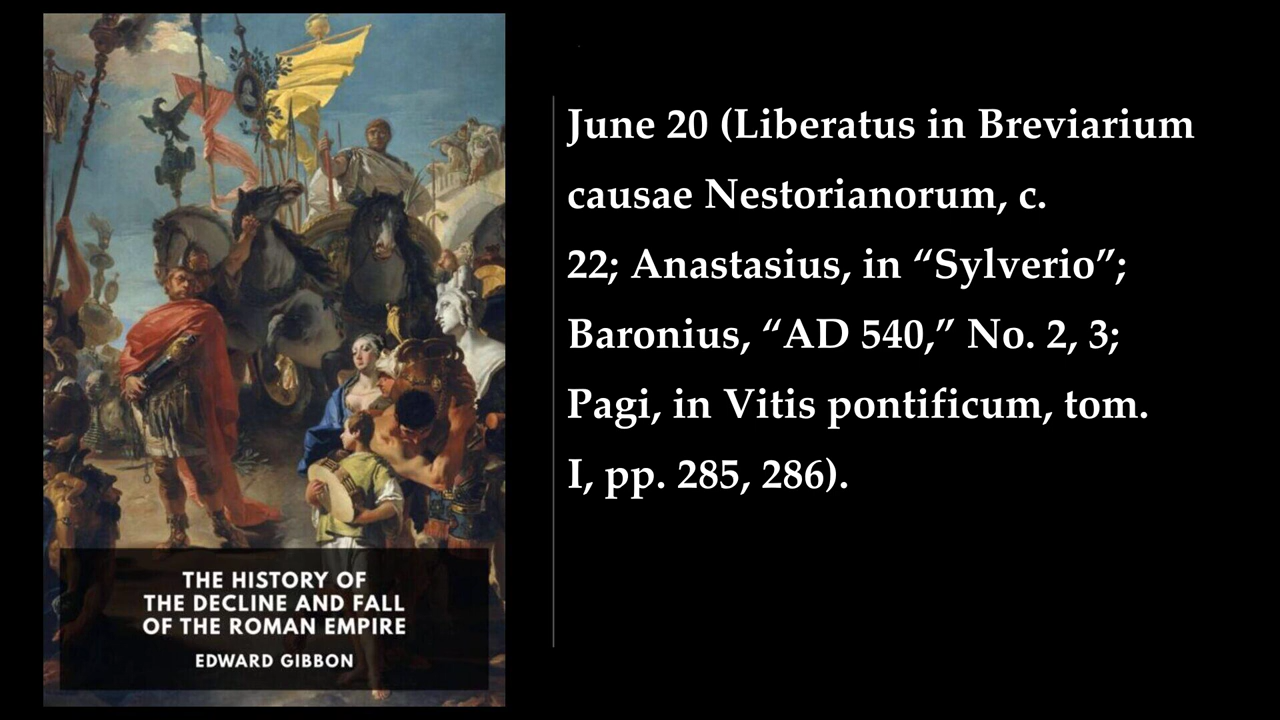 June 20 (Liberatus in Breviarium
causae Nestorianorum, c.
22; Anastasius, in “Sylverio”;
Baronius, “AD 540,” No. 2, 3;
Pagi, in Vitis pontificum, tom.
I, pp. 285, 286).
THE HISTORY OF
THE DECLINE AND FALL
OF THE ROMAN EMPIRE
EDWARD GIBBON